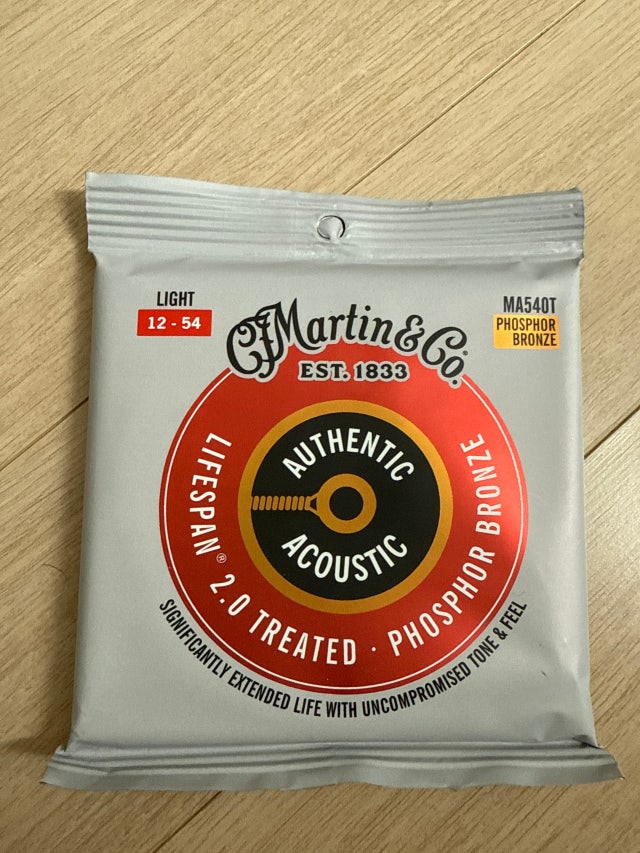 LIGHT
12 - 54
MA540T
PHOSPHOR
BRONZE
CF Martin & Co.
EST. 1833
AUTHENTIC
ACOUSTIC
LIFESPAN® 2.0 TREATED · PHOSPHOR BRONZE
SIGNIFICANTLY EXTENDED LIFE WITH UNCOMPROMISED TONE & FEEL